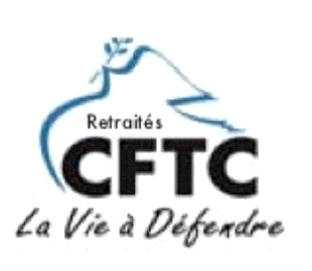 Retraités
CFTC
La Vie à Défendre